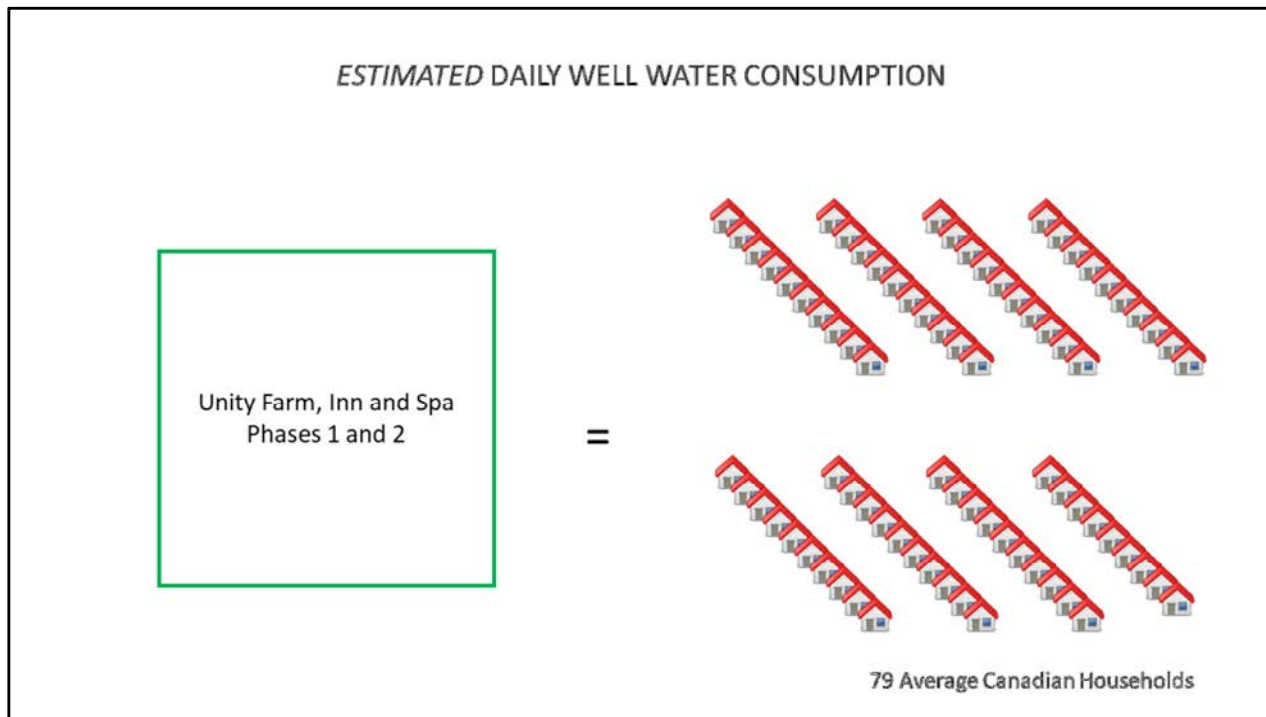 ESTIMATED DAILY WELL WATER CONSUMPTION
Unity Farm, Inn and Spa
Phases 1 and 2
=
79 Average Canadian Households